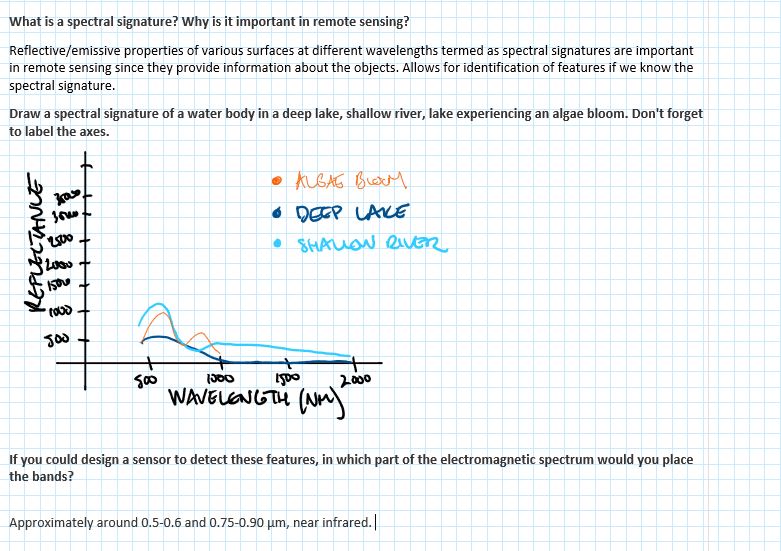 What is a spectral signature? Why is it important in remote sensing?
Reflective/emissive properties of various surfaces at different wavelengths termed as spectral signatures are important
in remote sensing since they provide information about the objects. Allows for identification of features if we know the
spectral signature.
Draw a spectral signature of a water body in a deep lake, shallow river, lake experiencing an algae bloom. Don't forget
to label the axes.
REFLECTANCE
3000
2500
2000
1500
1000
500
ALGAE BLOOM
DEEP LAKE
SHALLOW RIVER
500 1000 1500 2000
WAVELENGTH (NM)
If you could design a sensor to detect these features, in which part of the electromagnetic spectrum would you place
the bands?
Approximately around 0.5-0.6 and 0.75-0.90 µm, near infrared.